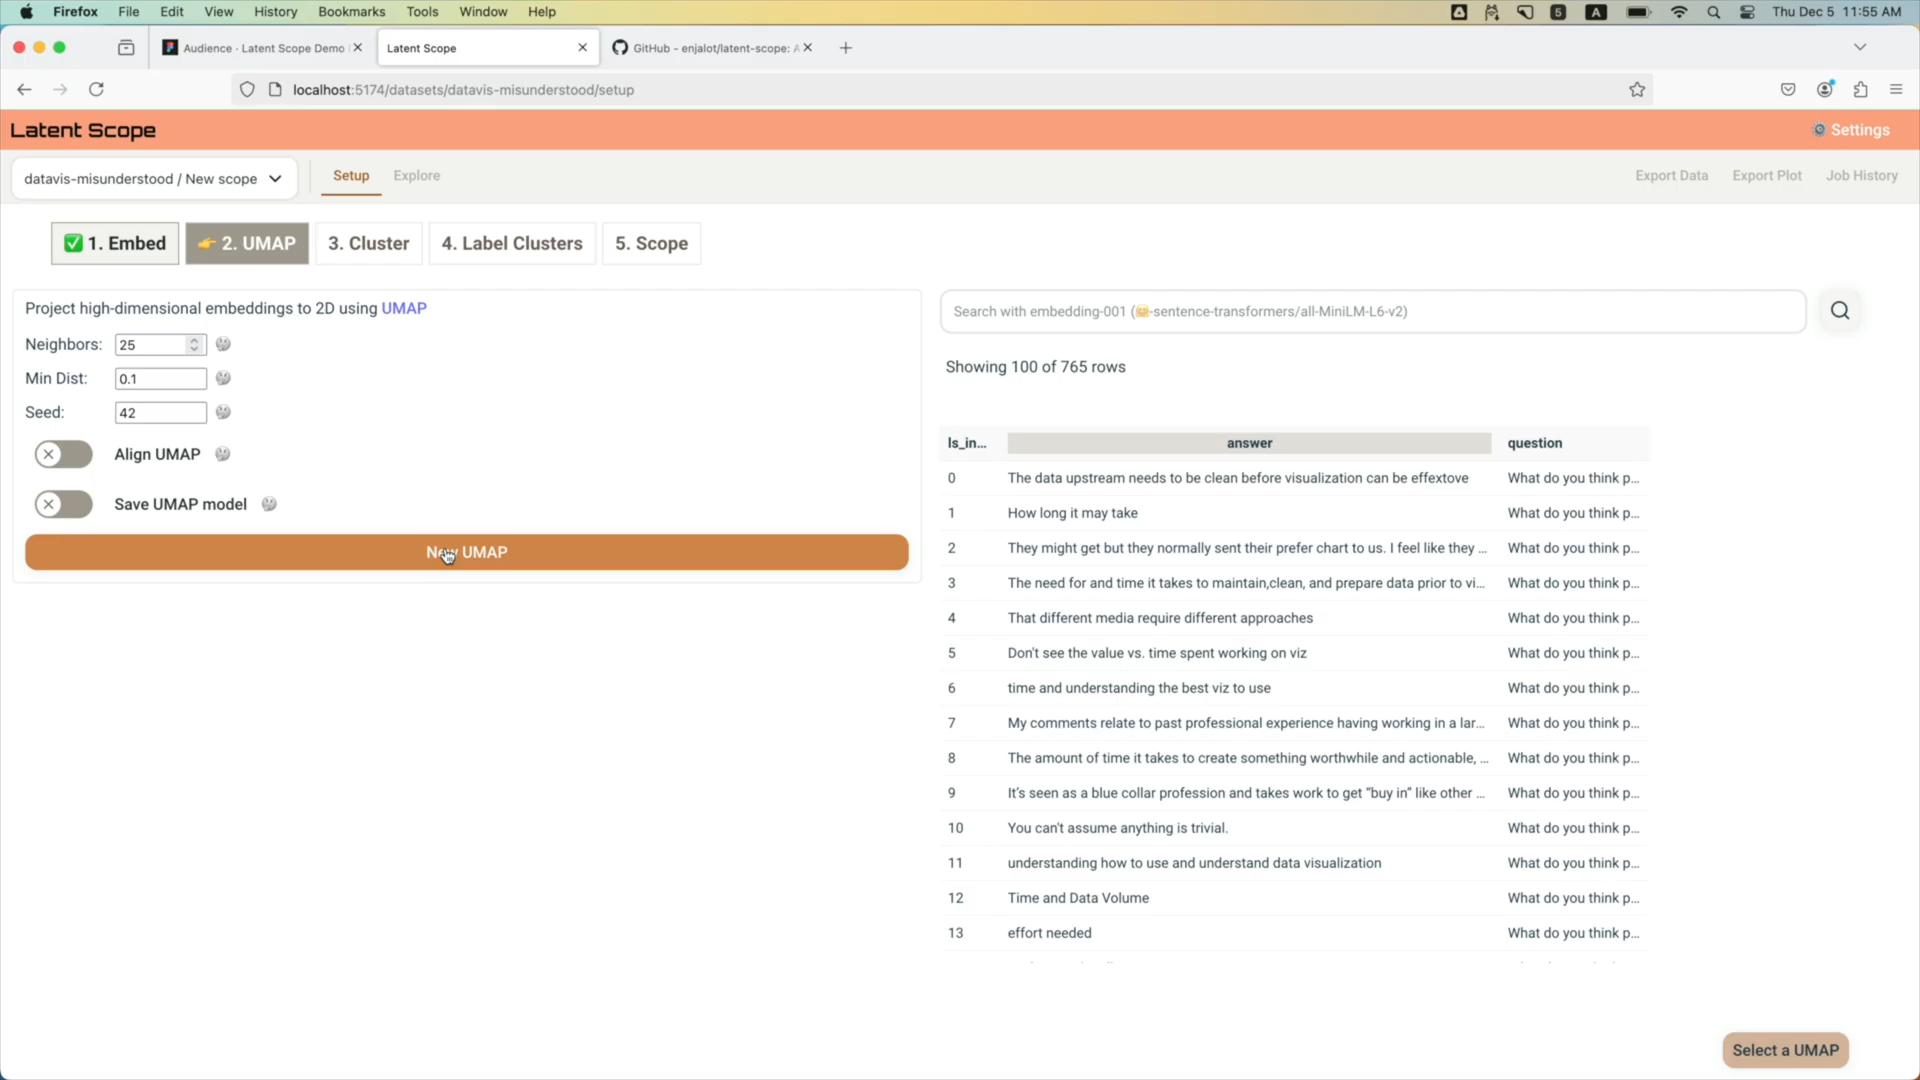 Firefox File Edit View History Bookmarks Tools Window Help 5 A Thu Dec 5 11:55 AM
Audience · Latent Scope Demo Latent Scope GitHub - enjalot/latent-scope: A
localhost:5174/datasets/datavis-misunderstood/setup
Latent Scope Settings
datavis-misunderstood / New scope Setup Explore Export Data Export Plot Job History
1. Embed 2. UMAP 3. Cluster 4. Label Clusters 5. Scope
Project high-dimensional embeddings to 2D using UMAP
Neighbors: 25
Min Dist: 0.1
Seed: 42
Align UMAP
Save UMAP model
New UMAP
Search with embedding-001 (🤗-sentence-transformers/all-MiniLM-L6-v2)
Showing 100 of 765 rows
ls_in... answer question
0 The data upstream needs to be clean before visualization can be effextove What do you think p...
1 How long it may take What do you think p...
2 They might get but they normally sent their prefer chart to us. I feel like they ... What do you think p...
3 The need for and time it takes to maintain,clean, and prepare data prior to vi... What do you think p...
4 That different media require different approaches What do you think p...
5 Don't see the value vs. time spent working on viz What do you think p...
6 time and understanding the best viz to use What do you think p...
7 My comments relate to past professional experience having working in a lar... What do you think p...
8 The amount of time it takes to create something worthwhile and actionable, ... What do you think p...
9 It’s seen as a blue collar profession and takes work to get “buy in” like other ... What do you think p...
10 You can't assume anything is trivial. What do you think p...
11 understanding how to use and understand data visualization What do you think p...
12 Time and Data Volume What do you think p...
13 effort needed What do you think p...
Select a UMAP